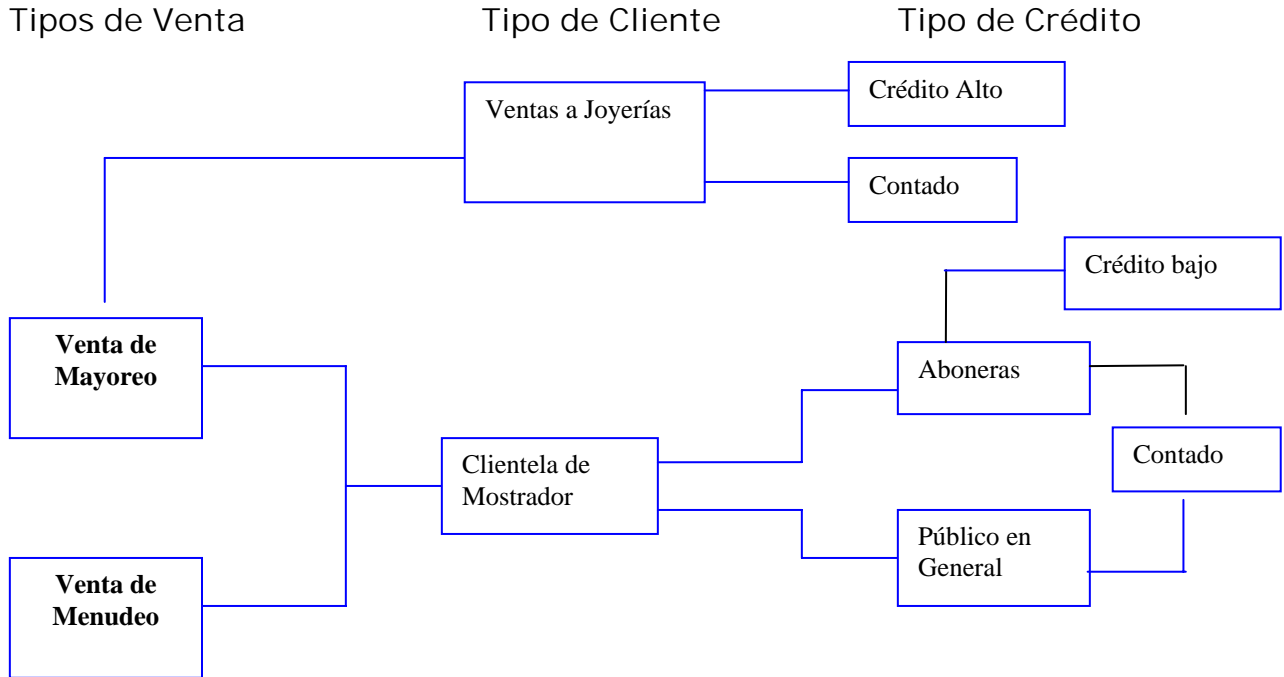 Tipos de Venta
Tipo de Cliente
Tipo de Crédito
Ventas a Joyerías
Crédito Alto
Contado
Crédito bajo
Venta de
Mayoreo
Aboneras
Clientela de
Mostrador
Contado
Público en
General
Venta de
Menudeo